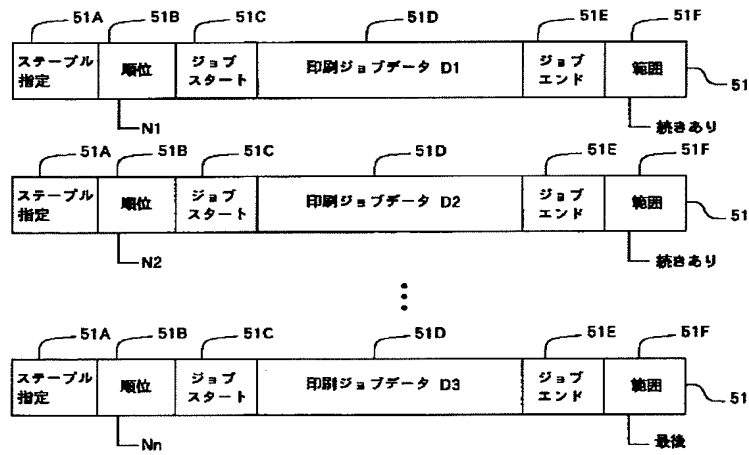 51A 51B 51C 51D 51E 51F
ステープル指定 順位 ジョブスタート 印刷ジョブデータ D1 ジョブエンド 範囲 51
N1 続きあり
51A 51B 51C 51D 51E 51F
ステープル指定 順位 ジョブスタート 印刷ジョブデータ D2 ジョブエンド 範囲 51
N2 続きあり
51A 51B 51C 51D 51E 51F
ステープル指定 順位 ジョブスタート 印刷ジョブデータ D3 ジョブエンド 範囲 51
Nn 最後